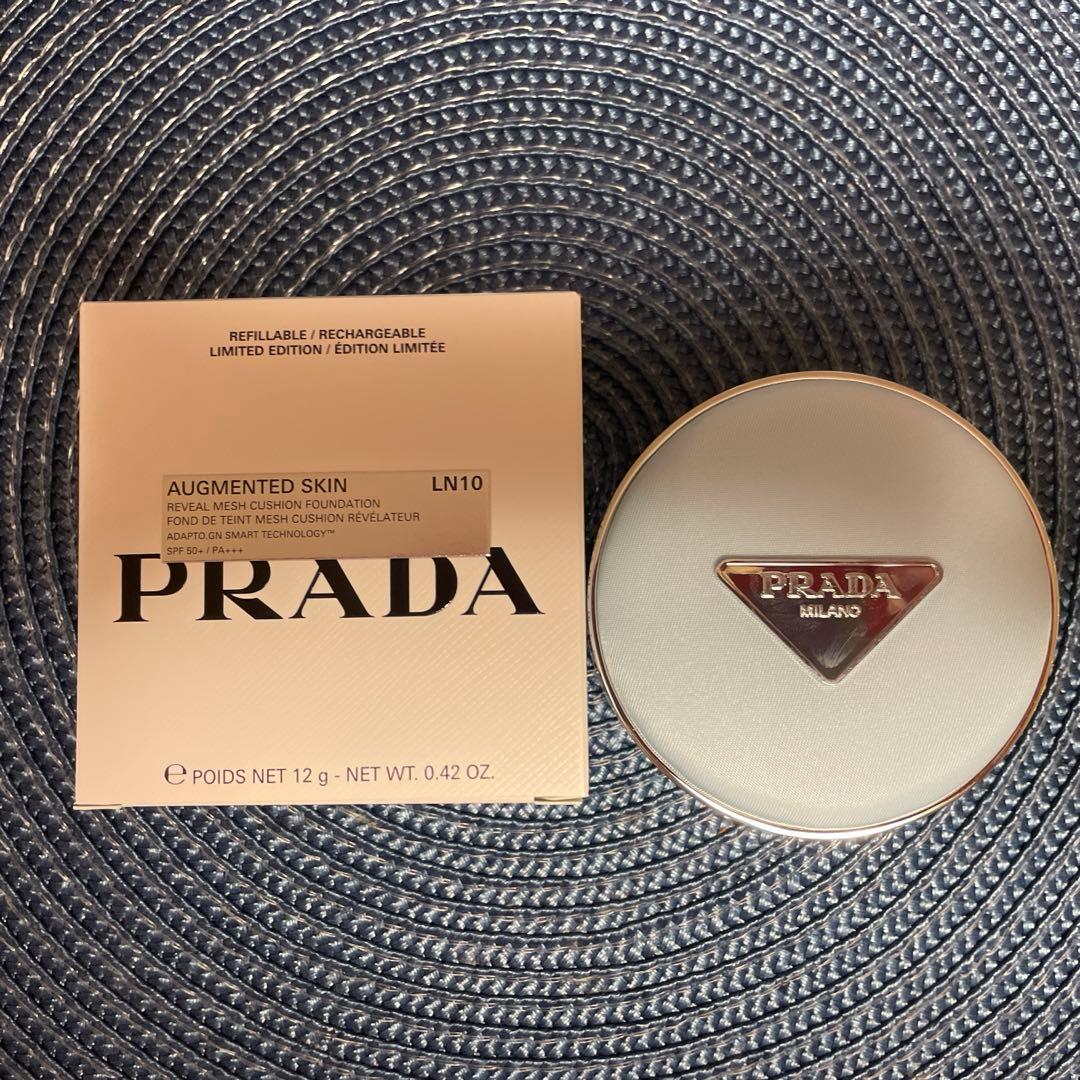 REFILLABLE / RECHARGEABLE
LIMITED EDITION / ÉDITION LIMITÉE
AUGMENTED SKIN LN10
REVEAL MESH CUSHION FOUNDATION
FOND DE TEINT MESH CUSHION RÉVÉLATEUR
ADAPTO.GN SMART TECHNOLOGY™
SPF 50+ / PA+++
PRADA
℮ POIDS NET 12 g - NET WT. 0.42 OZ.
PRADA
MILANO